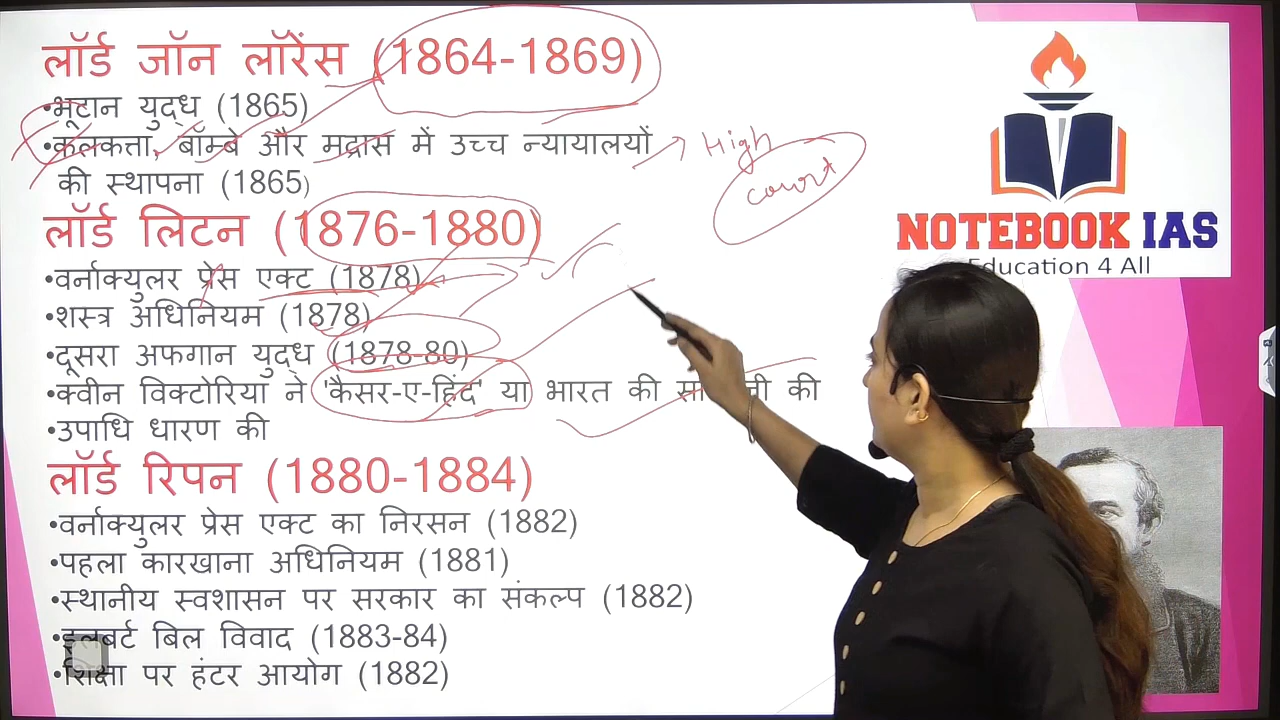 लॉर्ड जॉन लॉरेंस (1864-1869)
•भूटान युद्ध (1865)
•कलकत्ता, बॉम्बे और मद्रास में उच्च न्यायालयों
की स्थापना (1865)
High
court
लॉर्ड लिटन (1876-1880)
•वर्नाक्युलर प्रेस एक्ट (1878)
•शस्त्र अधिनियम (1878)
•दूसरा अफगान युद्ध (1878-80)
•क्वीन विक्टोरिया ने 'कैसर-ए-हिंद' या भारत की की
•उपाधि धारण की
लॉर्ड रिपन (1880-1884)
•वर्नाक्युलर प्रेस एक्ट का निरसन (1882)
•पहला कारखाना अधिनियम (1881)
•स्थानीय स्वशासन पर सरकार का संकल्प (1882)
•इलबर्ट बिल विवाद (1883-84)
•शिक्षा पर हंटर आयोग (1882)
NOTEBOOK IAS
Education 4 All